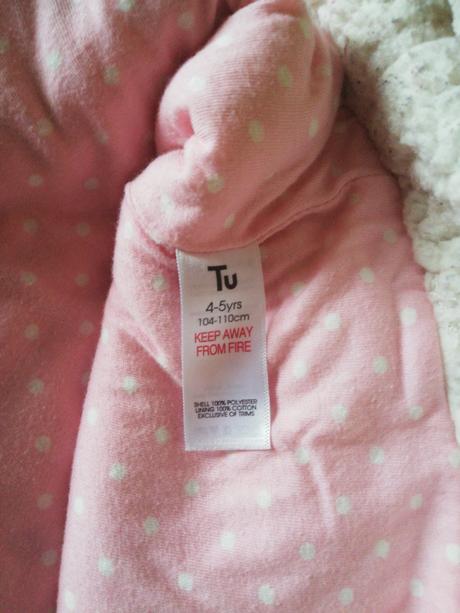 Tu
4-5yrs
104-110cm
KEEP AWAY
FROM FIRE
SHELL 100% POLYESTER
LINING 100% COTTON
EXCLUSIVE OF TRIMS